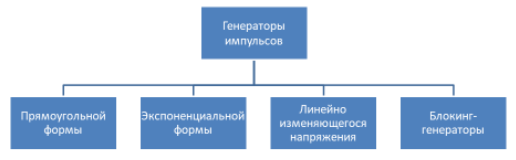 Генераторы
импульсов
Прямоугольной
формы
Экспоненциальной
формы
Линейно
изменяющегося
напряжения
Блокинг-
генераторы